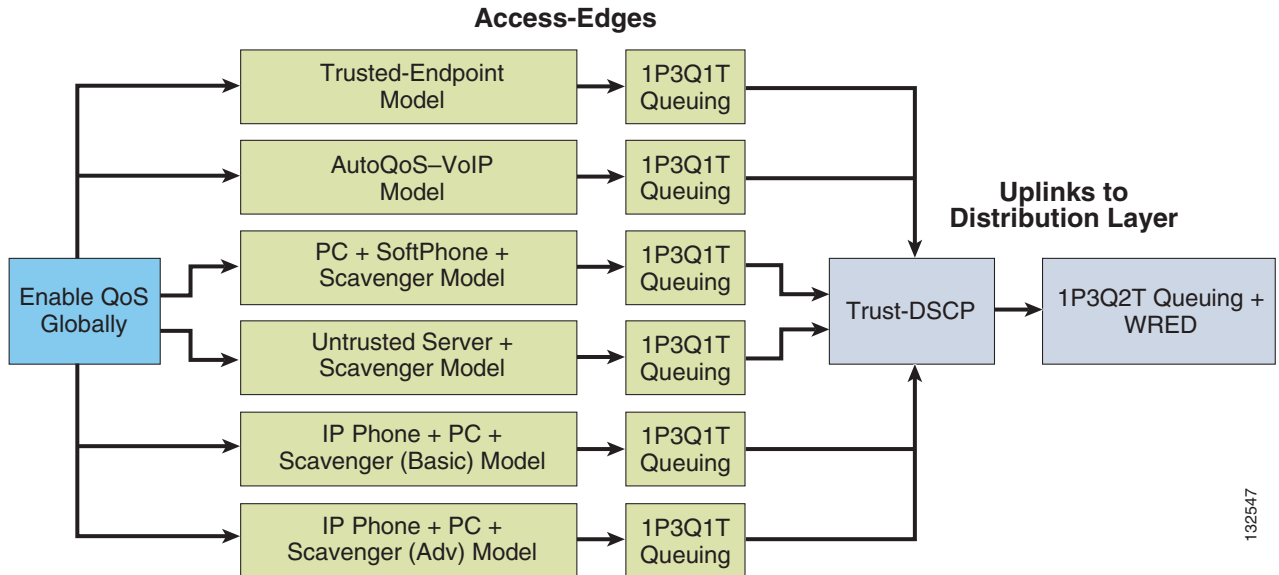 Access-Edges
Trusted-Endpoint
Model
1P3Q1T
Queuing
AutoQoS–VoIP
Model
1P3Q1T
Queuing
Uplinks to
Distribution Layer
PC + SoftPhone +
Scavenger Model
1P3Q1T
Queuing
Enable QoS
Globally
Trust-DSCP
1P3Q2T Queuing +
WRED
Untrusted Server +
Scavenger Model
1P3Q1T
Queuing
IP Phone + PC +
Scavenger (Basic) Model
1P3Q1T
Queuing
IP Phone + PC +
Scavenger (Adv) Model
1P3Q1T
Queuing
132547